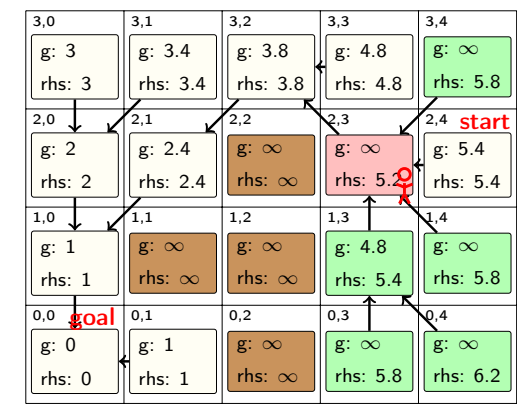 3,0 3,1 3,2 3,3 3,4
g: 3 g: 3.4 g: 3.8 g: 4.8 g: ∞
rhs: 3 rhs: 3.4 rhs: 3.8 rhs: 4.8 rhs: 5.8
2,0 2,1 2,2 2,3 2,4 start
g: 2 g: 2.4 g: ∞ g: ∞ g: 5.4
rhs: 2 rhs: 2.4 rhs: ∞ rhs: 5.2 rhs: 5.4
1,0 1,1 1,2 1,3 1,4
g: 1 g: ∞ g: ∞ g: 4.8 g: ∞
rhs: 1 rhs: ∞ rhs: ∞ rhs: 5.4 rhs: 5.8
0,0 goal 0,1 0,2 0,3 0,4
g: 0 g: 1 g: ∞ g: ∞ g: ∞
rhs: 0 rhs: 1 rhs: ∞ rhs: 5.8 rhs: 6.2